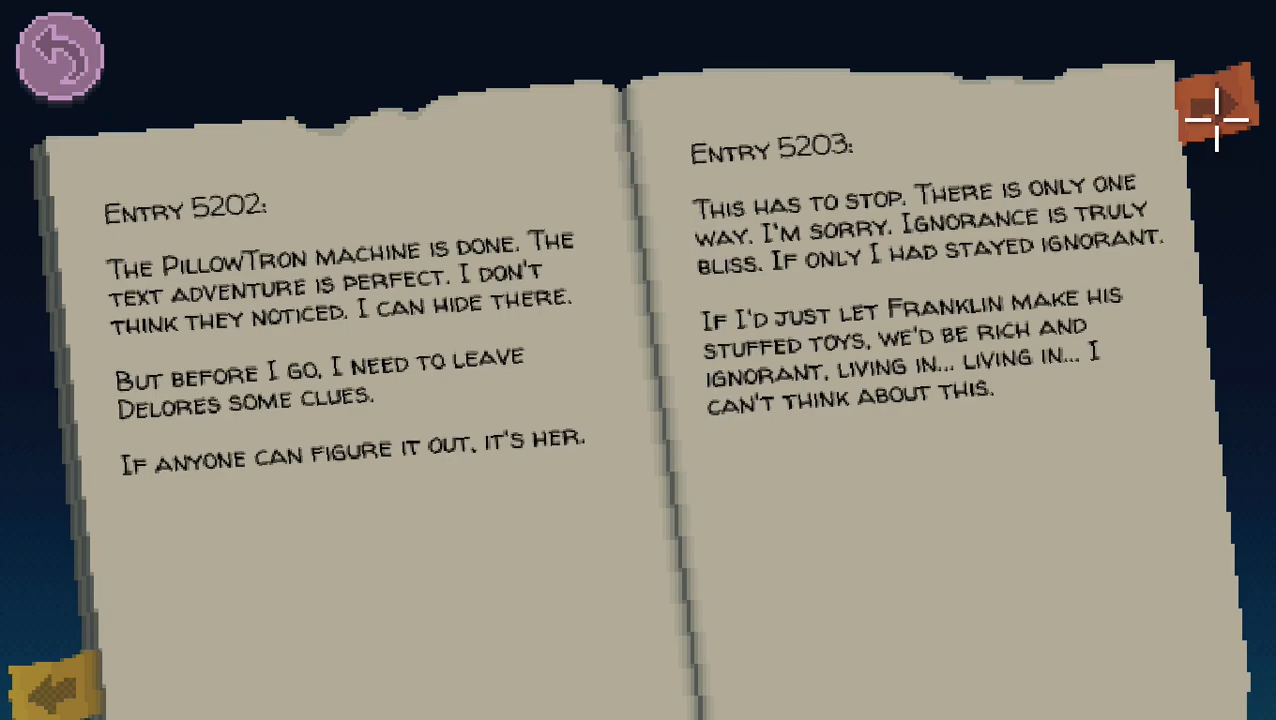 Entry 5202:
The PillowTron machine is done. The
text adventure is perfect. I don't
think they noticed. I can hide there.
But before I go, I need to leave
Delores some clues.
If anyone can figure it out, it's her.
Entry 5203:
This has to stop. There is only one
way. I'm sorry. Ignorance is truly
bliss. If only I had stayed ignorant.
If I'd just let Franklin make his
stuffed toys, we'd be rich and
ignorant, living in... living in... I
can't think about this.